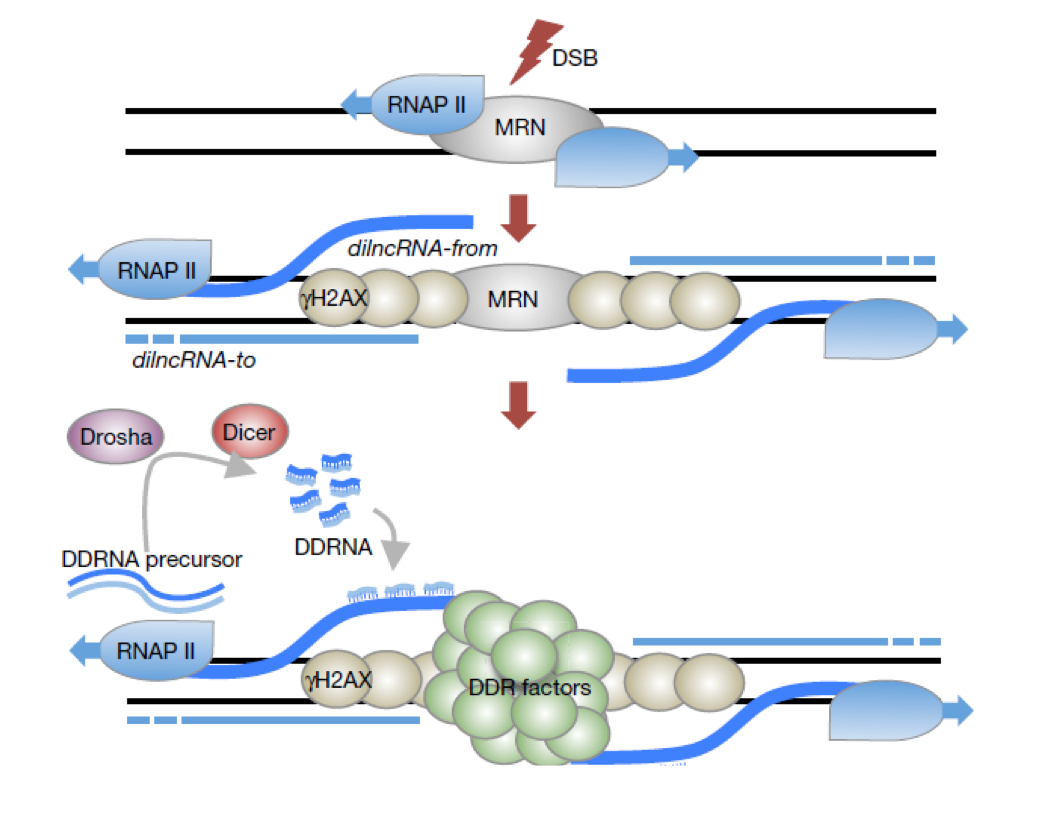 DSB
RNAP II
MRN
dilncRNA-from
RNAP II
γH2AX
MRN
dilncRNA-to
Drosha
Dicer
DDRNA
DDRNA precursor
RNAP II
γH2AX
DDR factors